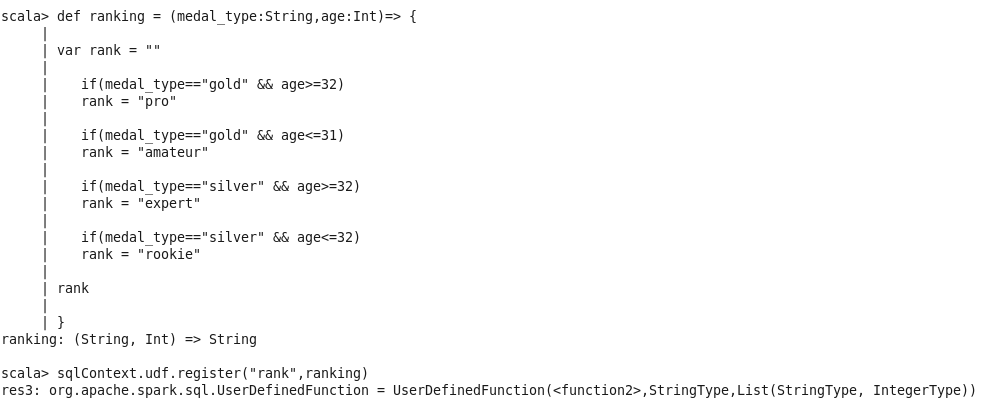 scala> def ranking = (medal_type:String,age:Int)=> {
     |
     | var rank = ""
     |
     |    if(medal_type=="gold" && age>=32)
     |    rank = "pro"
     |
     |    if(medal_type=="gold" && age<=31)
     |    rank = "amateur"
     |
     |    if(medal_type=="silver" && age>=32)
     |    rank = "expert"
     |
     |    if(medal_type=="silver" && age<=32)
     |    rank = "rookie"
     |
     | rank
     |
     | }
ranking: (String, Int) => String

scala> sqlContext.udf.register("rank",ranking)
res3: org.apache.spark.sql.UserDefinedFunction = UserDefinedFunction(<function2>,StringType,List(StringType, IntegerType))